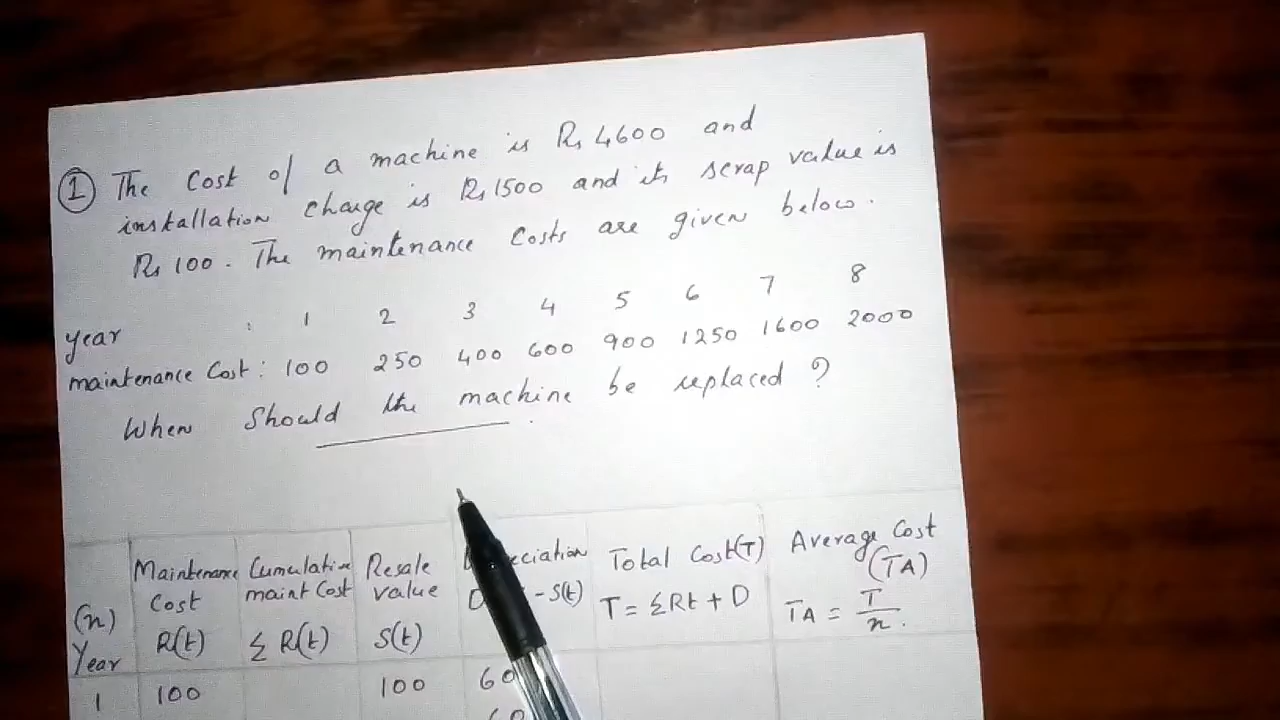 ① The Cost of a machine is Rs 4600 and
installation charge is Rs 1500 and its scrap value is
Rs 100. The maintenance Costs are given below.
year : 1 2 3 4 5 6 7 8
maintenance Cost : 100 250 400 600 900 1250 1600 2000
When should the machine be replaced ?
(n) Year
Maintenance Cost R(t)
Cumulative maint Cost Σ R(t)
Resale value S(t)
- S(t)
Total Cost(T) T = ΣRt + D
Average Cost (TA) TA = T/n.
1 100 100